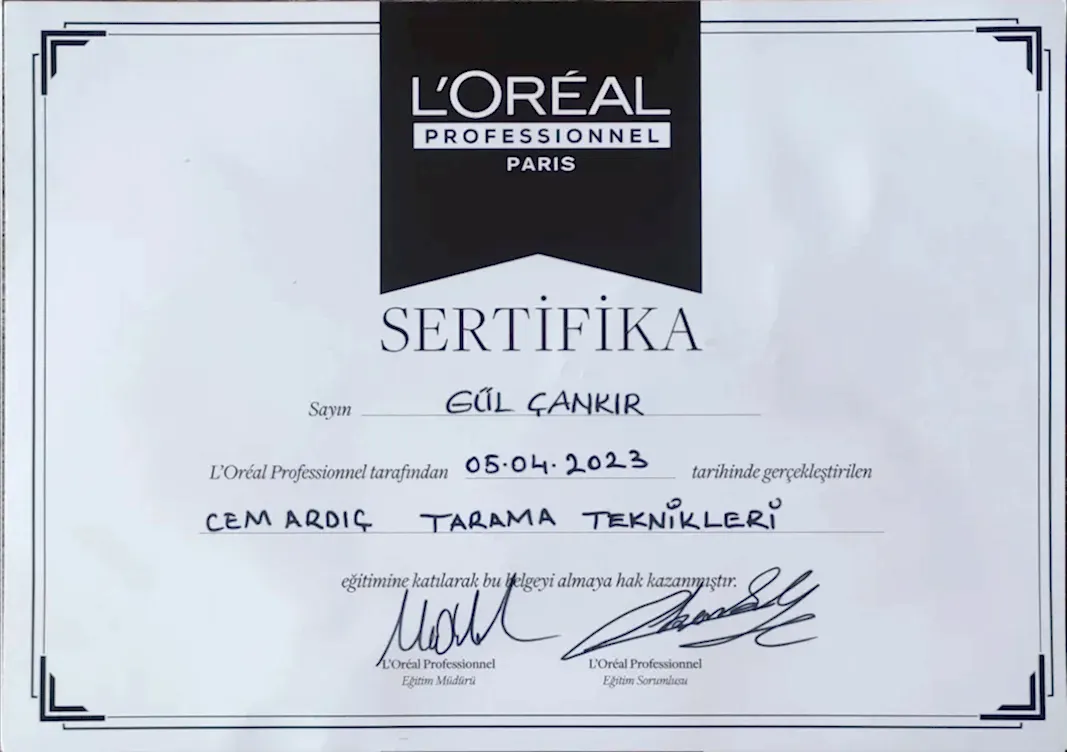 L'ORÉAL
PROFESSIONNEL
PARIS
SERTİFİKA
Sayın GÜL ÇANKIR
L'Oréal Professionnel tarafından 05.04.2023 tarihinde gerçekleştirilen
CEM ARDIÇ TARAMA TEKNİKLERİ
eğitimine katılarak bu belgeyi almaya hak kazanmıştır.
L'Oréal Professionnel L'Oréal Professionnel
Eğitim Müdürü Eğitim Sorumlusu